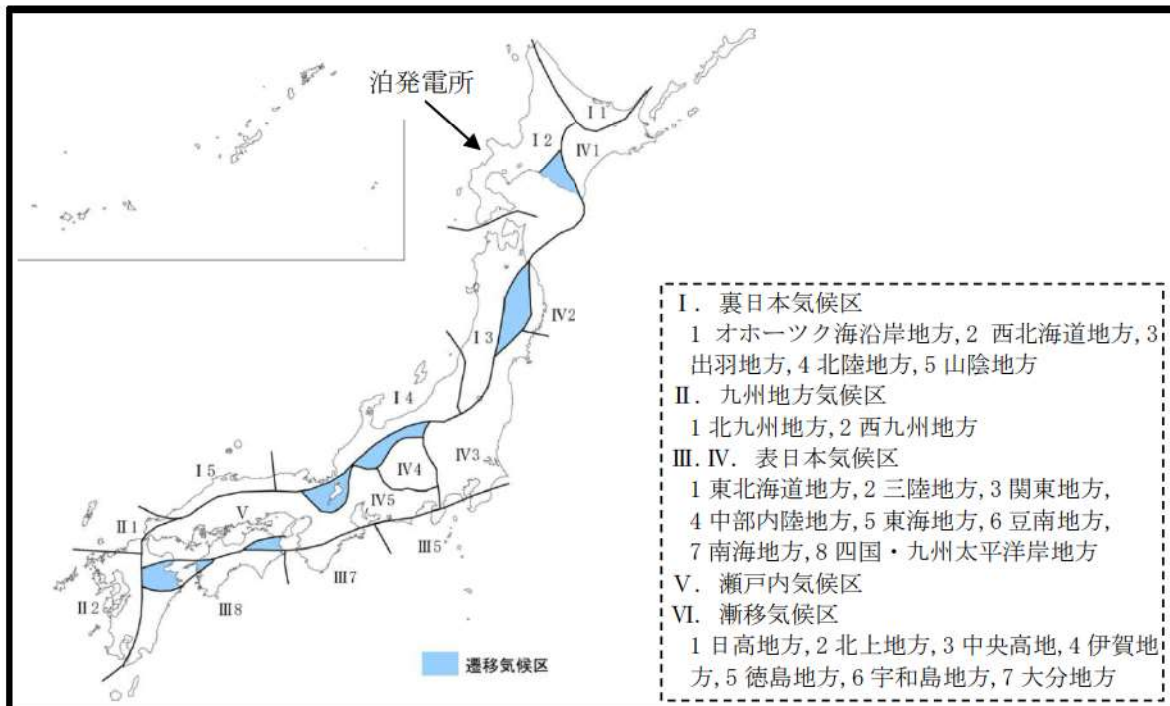 泊発電所
Ⅰ1
Ⅰ2
Ⅳ1
Ⅳ2
Ⅰ3
Ⅰ4
Ⅳ3
Ⅳ4
Ⅰ5
Ⅳ5
Ⅴ
Ⅱ1
Ⅲ5
Ⅲ7
Ⅱ2
Ⅲ8
遷移気候区
Ⅰ. 裏日本気候区
1 オホーツク海沿岸地方, 2 西北海道地方, 3
出羽地方, 4 北陸地方, 5 山陰地方
Ⅱ. 九州地方気候区
1 北九州地方, 2 西九州地方
Ⅲ. Ⅳ. 表日本気候区
1 東北海道地方, 2 三陸地方, 3 関東地方,
4 中部内陸地方, 5 東海地方, 6 豆南地方,
7 南海地方, 8 四国・九州太平洋岸地方
Ⅴ. 瀬戸内気候区
Ⅵ. 漸移気候区
1 日高地方, 2 北上地方, 3 中央高地, 4 伊賀地
方, 5 徳島地方, 6 宇和島地方, 7 大分地方